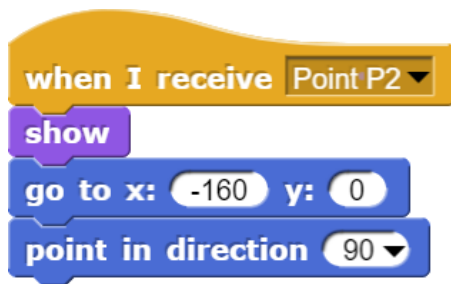 when I receive Point P2
show
go to x: -160 y: 0
point in direction 90